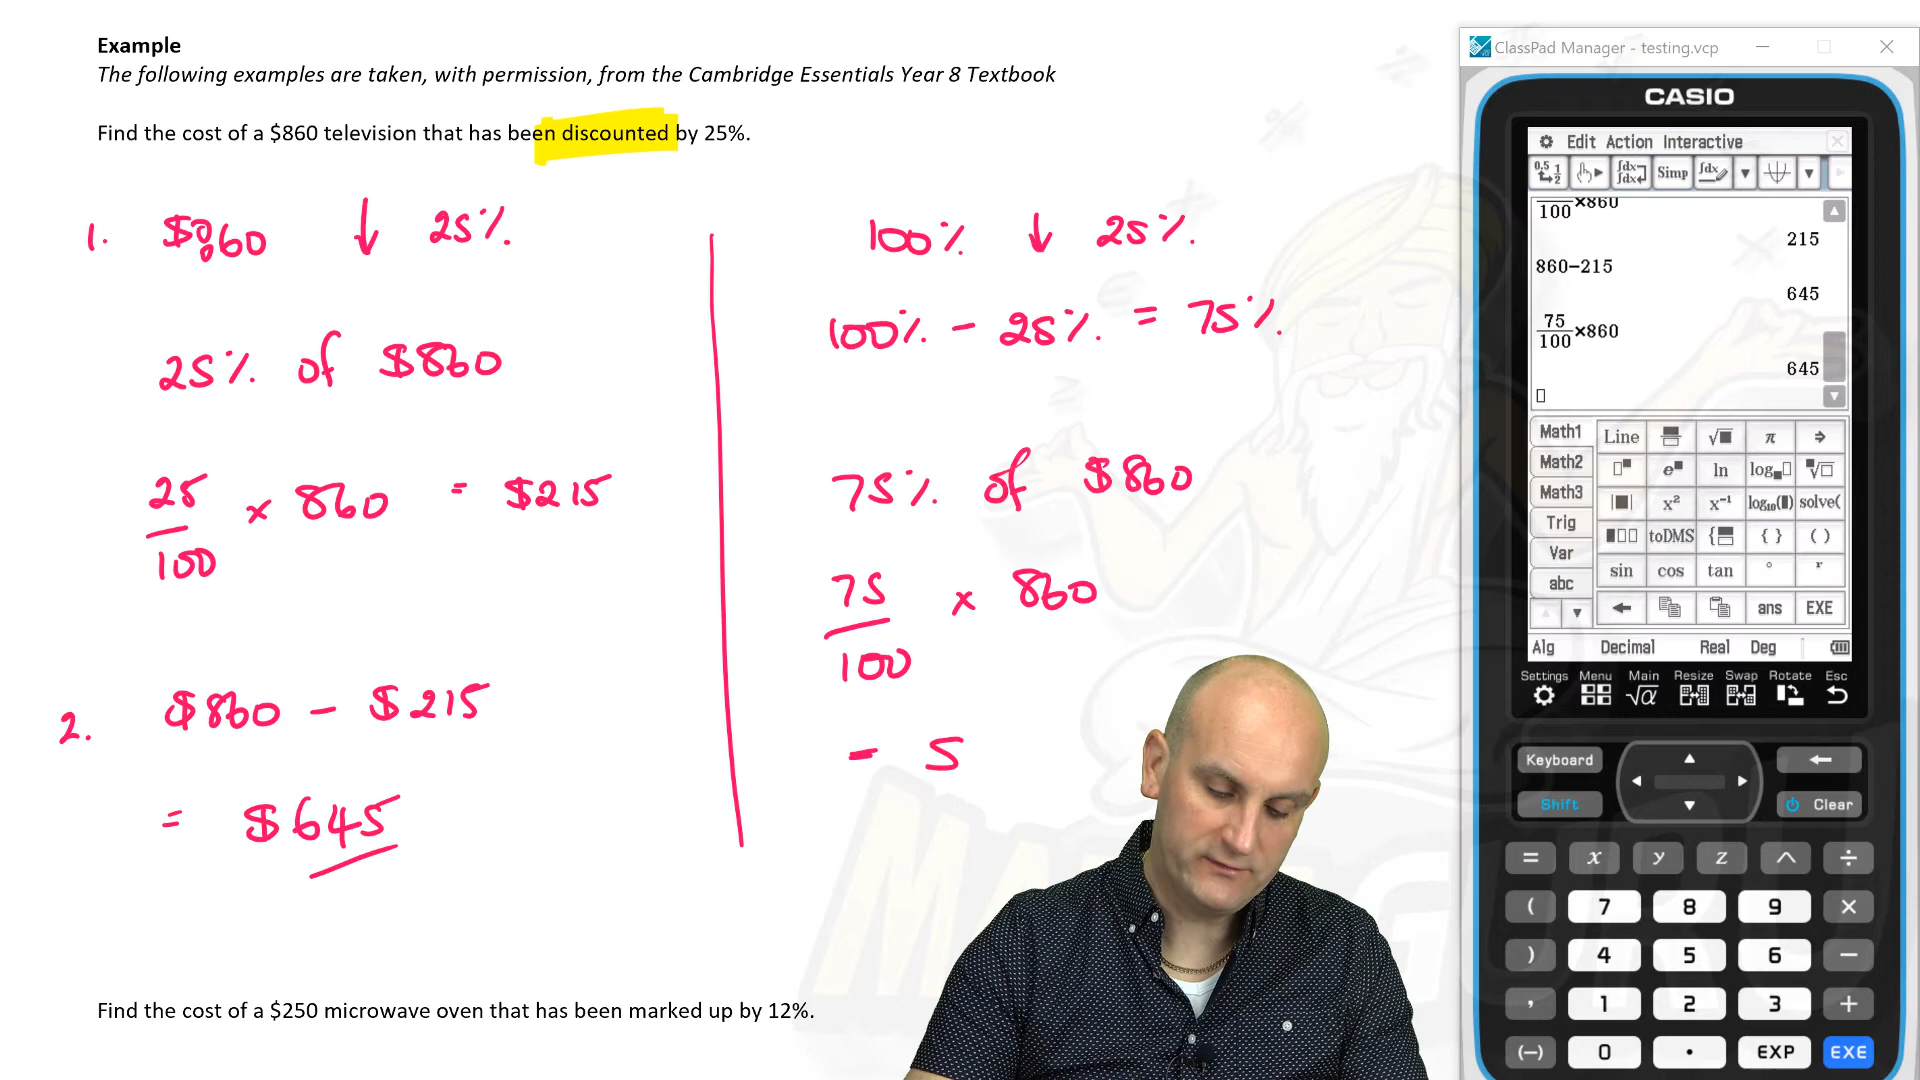 Example
The following examples are taken, with permission, from the Cambridge Essentials Year 8 Textbook
Find the cost of a $860 television that has been discounted by 25%.
1. $860 ↓ 25%
25% of $860
25/100 × 860 = $215
2. $860 - $215
= $645
100% ↓ 25%
100% - 25% = 75%
75% of $860
75/100 × 860
= S
Find the cost of a $250 microwave oven that has been marked up by 12%.
ClassPad Manager - testing.vcp
CASIO
Edit Action Interactive
Simp
100 ×860
215
860-215
645
75/100 ×860
645
Math1 Line √■ π ⇒
Math2 e■ ln log■□ ■√□
Math3 |■| x² x⁻¹ log₁₀(■) solve(
Trig toDMS { } ( )
Var sin cos tan ° r
abc ans EXE
Alg Decimal Real Deg
Settings Menu Main Resize Swap Rotate Esc
Keyboard
Shift Clear
= x y z ^ ÷
( 7 8 9 ×
) 4 5 6 −
, 1 2 3 +
(−) 0 . EXP EXE